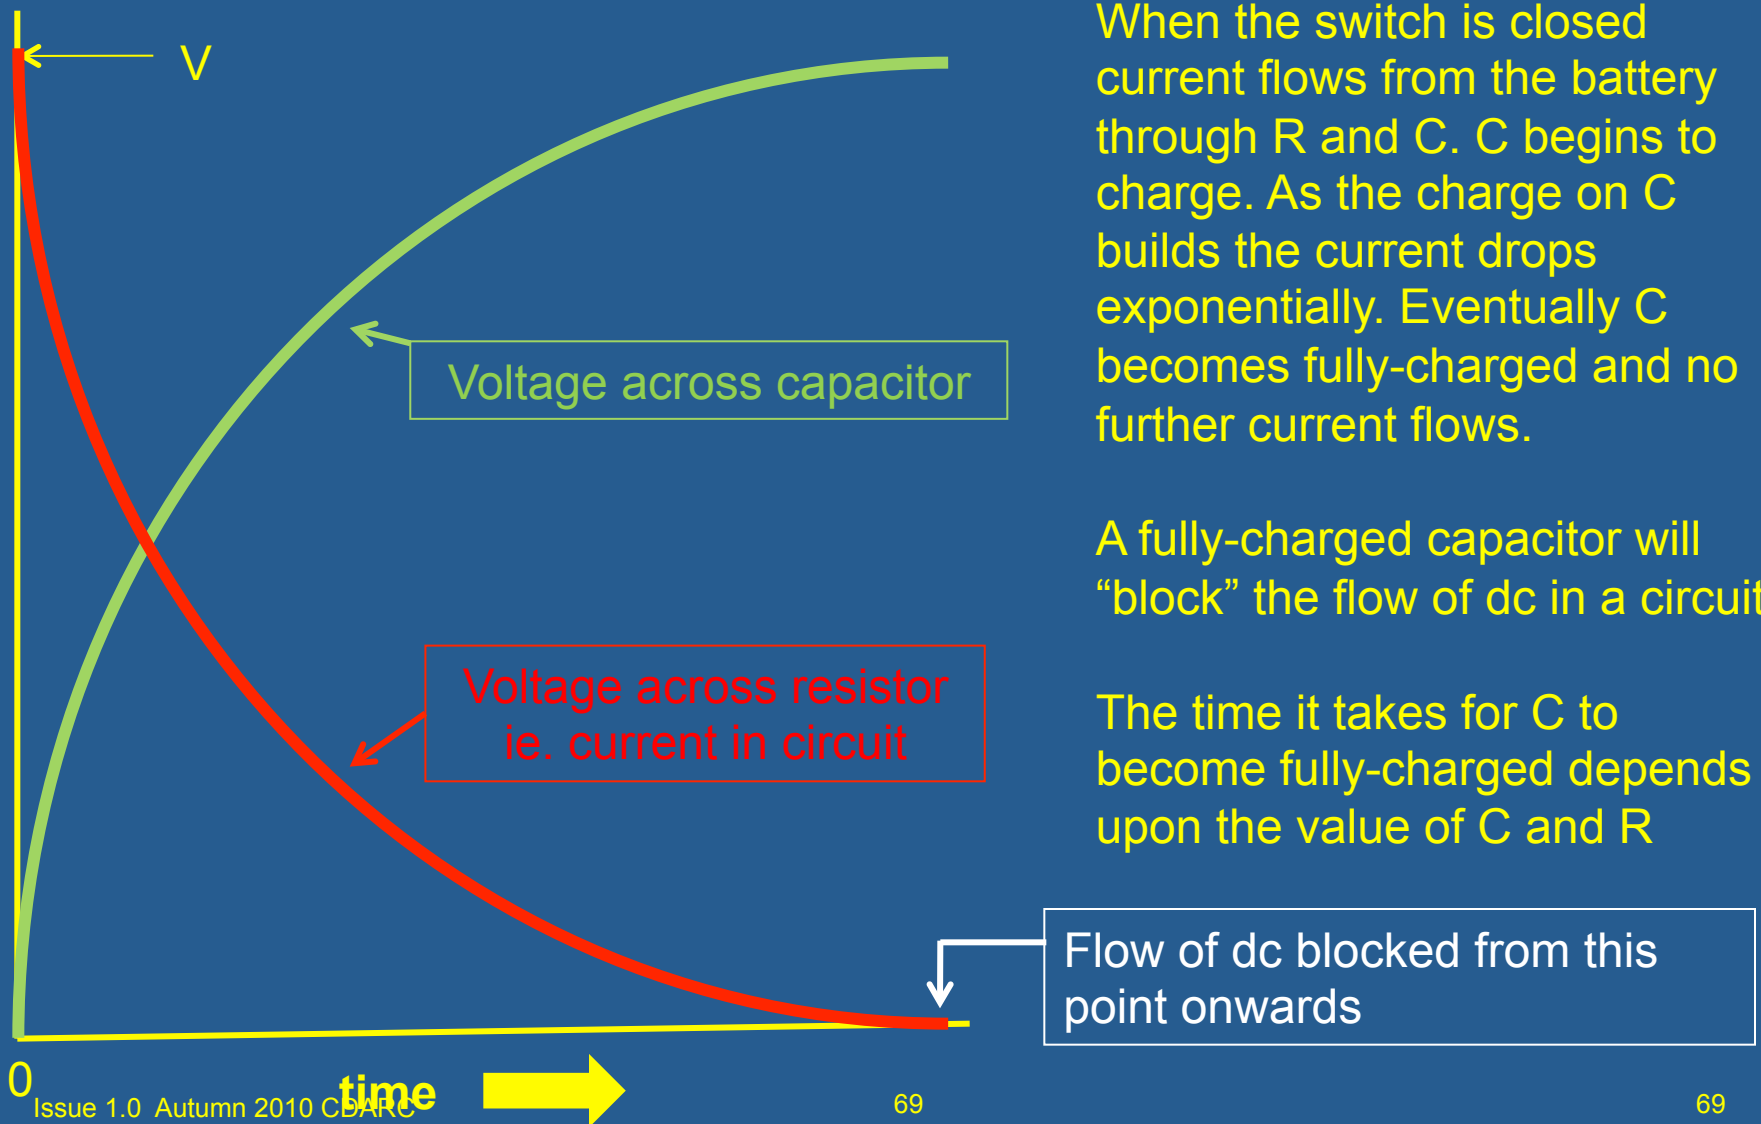 V
Voltage across capacitor
Voltage across resistor
ie. current in circuit
0
time
When the switch is closed
current flows from the battery
through R and C. C begins to
charge. As the charge on C
builds the current drops
exponentially. Eventually C
becomes fully-charged and no
further current flows.
A fully-charged capacitor will
“block” the flow of dc in a circuit
The time it takes for C to
become fully-charged depends
upon the value of C and R
Flow of dc blocked from this
point onwards
Issue 1.0 Autumn 2010 CDARC
69
69